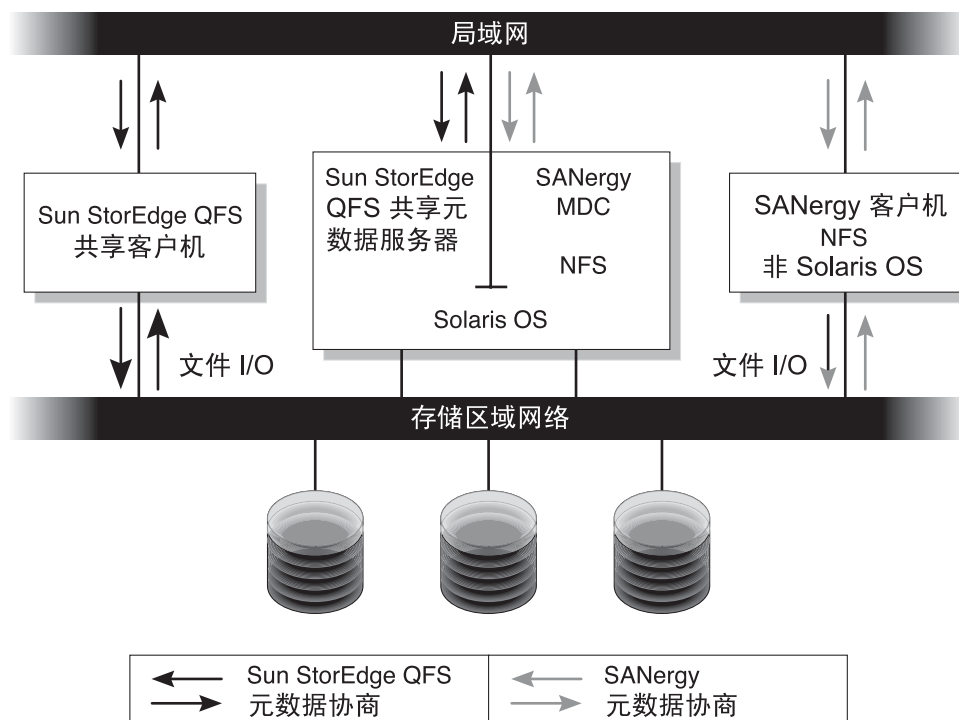 局域网
Sun StorEdge QFS
共享客户机
Sun StorEdge
QFS 共享元
数据服务器
SANergy
MDC
NFS
Solaris OS
SANergy 客户机
NFS
非 Solaris OS
文件 I/O
文件 I/O
存储区域网络
Sun StorEdge QFS
元数据协商
SANergy
元数据协商